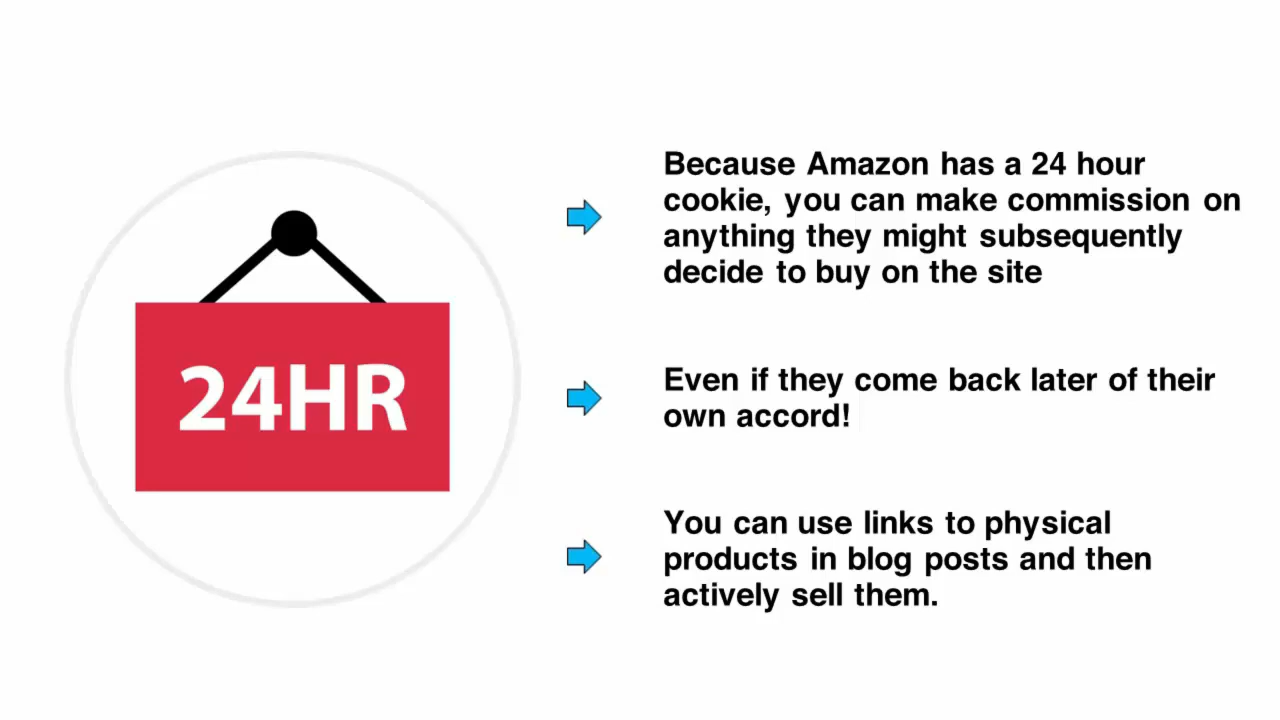 24HR
Because Amazon has a 24 hour
cookie, you can make commission on
anything they might subsequently
decide to buy on the site
Even if they come back later of their
own accord!
You can use links to physical
products in blog posts and then
actively sell them.